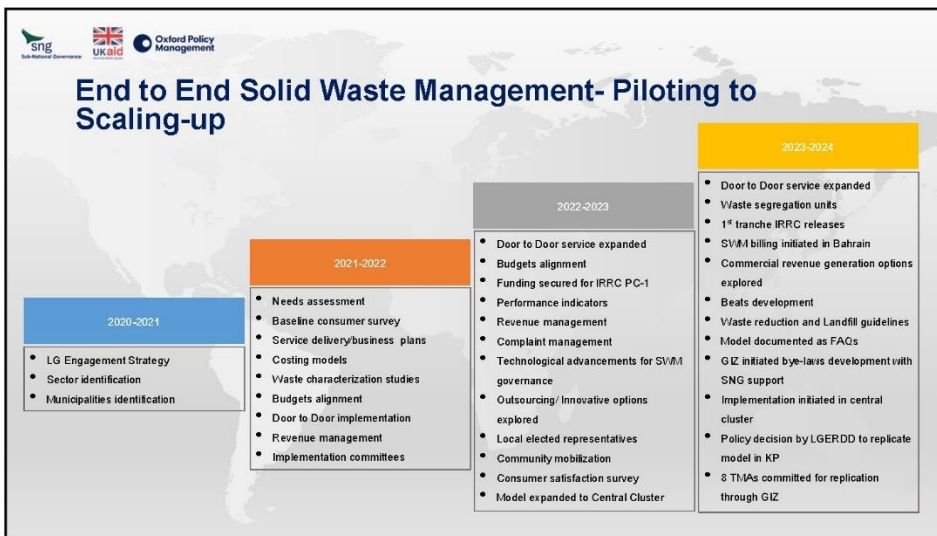 sng
Sub-National Governance
UKaid
Oxford Policy
Management
End to End Solid Waste Management- Piloting to
Scaling-up
2020-2021
• LG Engagement Strategy
• Sector identification
• Municipalities identification
2021-2022
• Needs assessment
• Baseline consumer survey
• Service delivery/business plans
• Costing models
• Waste characterization studies
• Budgets alignment
• Door to Door implementation
• Revenue management
• Implementation committees
2022-2023
• Door to Door service expanded
• Budgets alignment
• Funding secured for IRRC PC-1
• Performance indicators
• Revenue management
• Complaint management
• Technological advancements for SWM
governance
• Outsourcing/ Innovative options
explored
• Local elected representatives
• Community mobilization
• Consumer satisfaction survey
• Model expanded to Central Cluster
2023-2024
• Door to Door service expanded
• Waste segregation units
• 1st tranche IRRC releases
• SWM billing initiated in Bahrain
• Commercial revenue generation options
explored
• Beats development
• Waste reduction and Landfill guidelines
• Model documented as FAQs
• GIZ initiated bye-laws development with
SNG support
• Implementation initiated in central
cluster
• Policy decision by LGERDD to replicate
model in KP
• 8 TMAs committed for replication
through GIZ